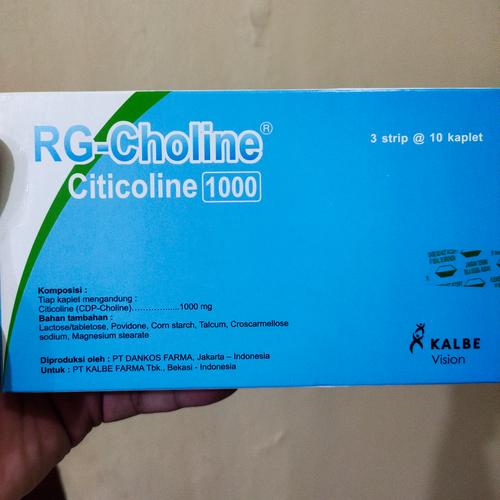 RG-Choline®
Citicoline 1000
3 strip @ 10 kaplet
Komposisi :
Tiap kaplet mengandung :
Citicoline (CDP-Choline)...................1000 mg
Bahan tambahan :
Lactose/tabletose, Povidone, Corn starch, Talcum, Croscarmellose
sodium, Magnesium stearate
Diproduksi oleh : PT DANKOS FARMA, Jakarta – Indonesia
Untuk : PT KALBE FARMA Tbk., Bekasi - Indonesia
KALBE
Vision